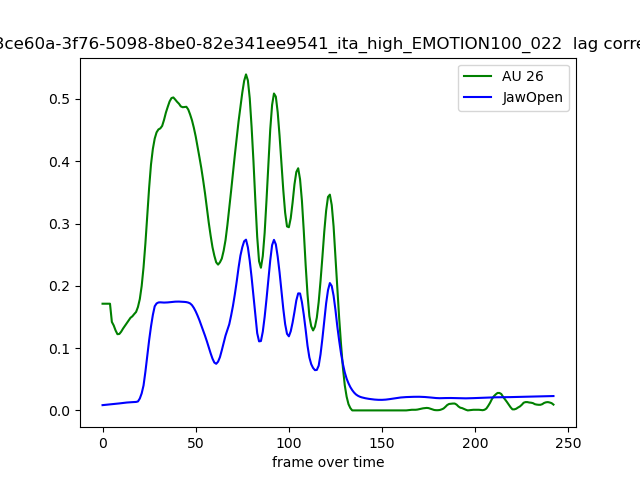 3ce60a-3f76-5098-8be0-82e341ee9541_ita_high_EMOTION100_022 lag corre
AU 26
JawOpen
0.5
0.4
0.3
0.2
0.1
0.0
0 50 100 150 200 250
frame over time